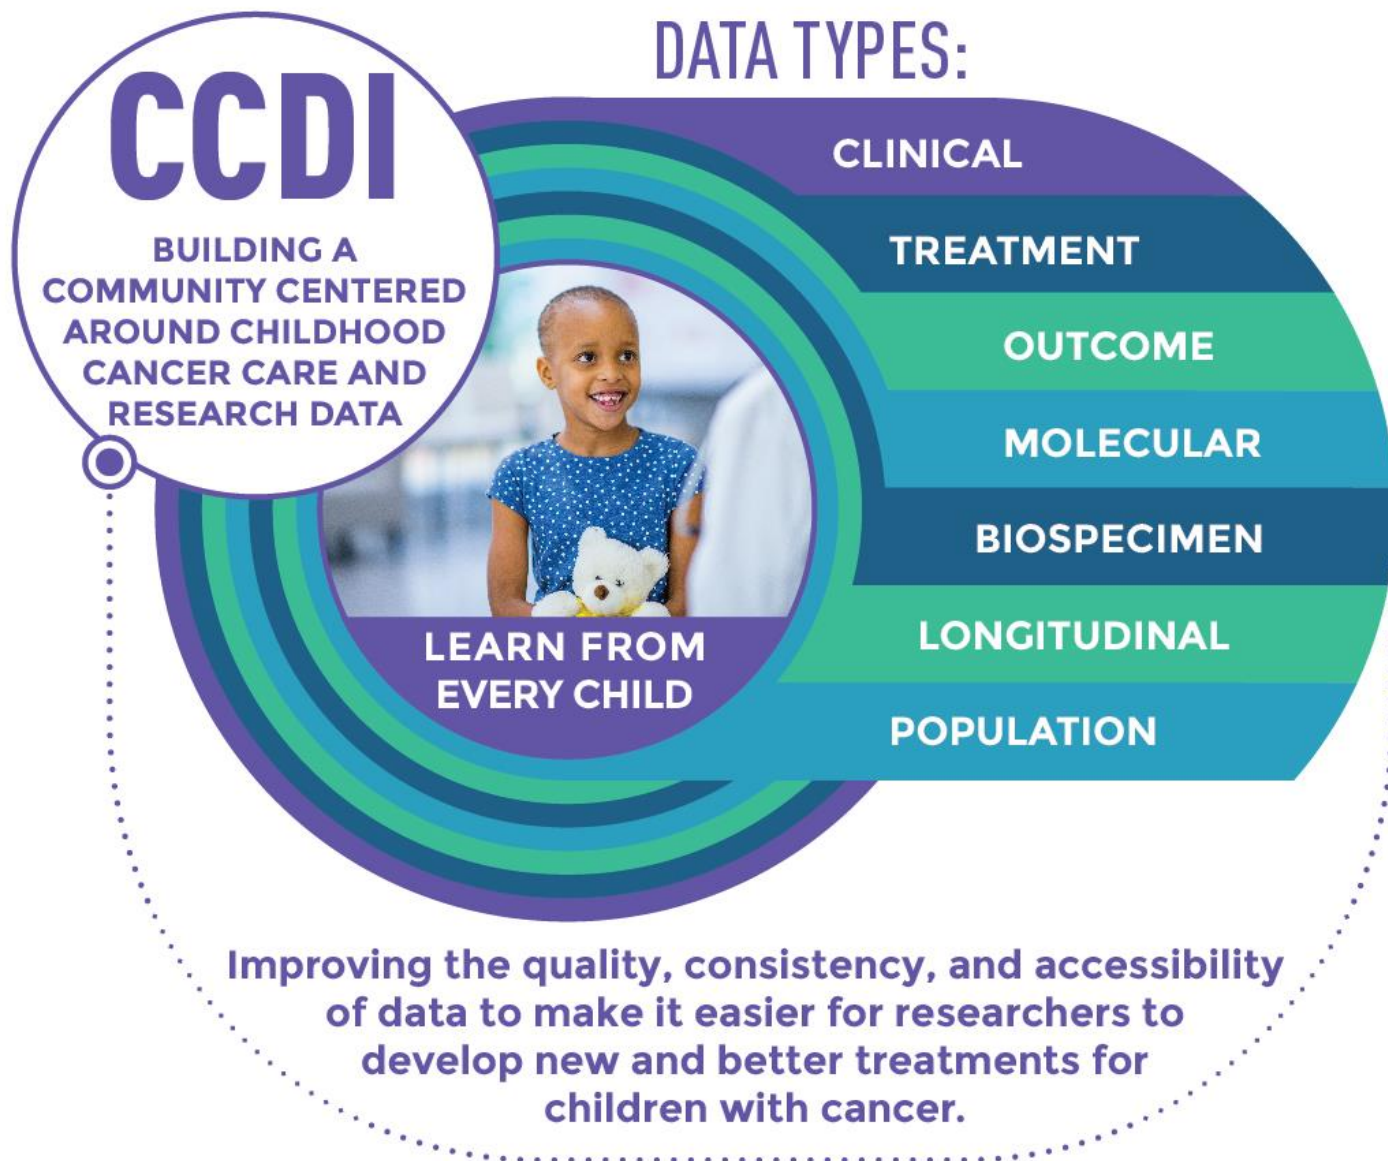 CCDI
BUILDING A
COMMUNITY CENTERED
AROUND CHILDHOOD
CANCER CARE AND
RESEARCH DATA
DATA TYPES:
CLINICAL
TREATMENT
OUTCOME
MOLECULAR
BIOSPECIMEN
LONGITUDINAL
POPULATION
LEARN FROM
EVERY CHILD
Improving the quality, consistency, and accessibility
of data to make it easier for researchers to
develop new and better treatments for
children with cancer.